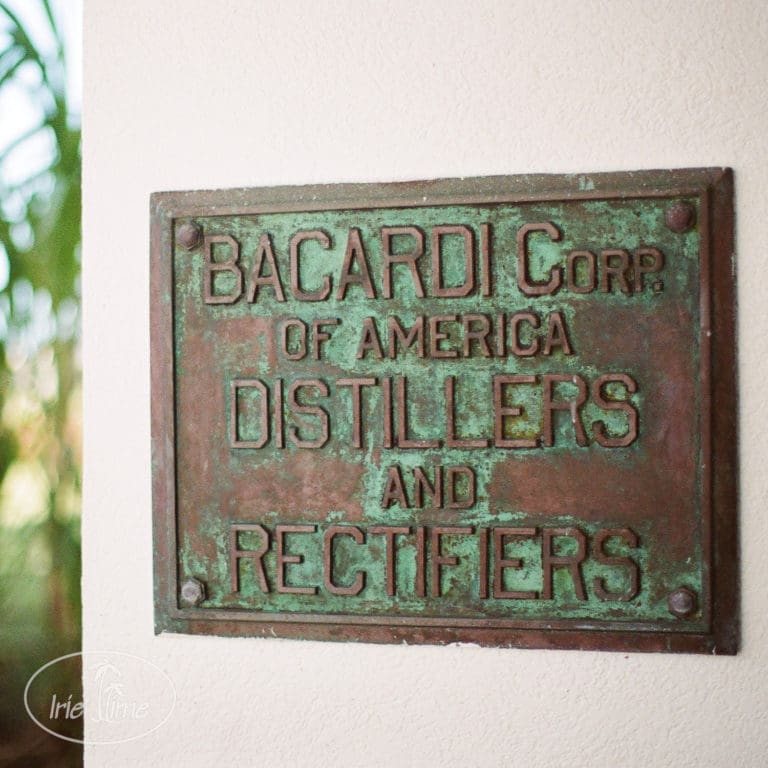 BACARDI CORP.
OF AMERICA
DISTILLERS
AND
RECTIFIERS
Irie Time